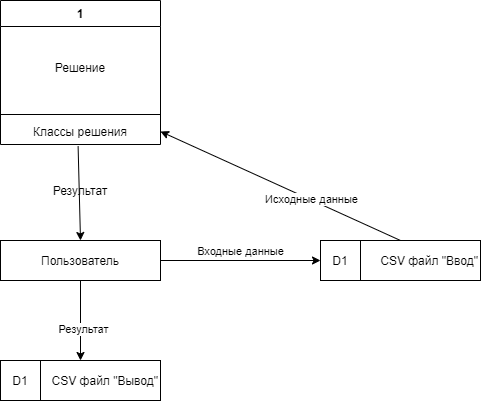 1
Решение
Классы решения
Результат
Исходные данные
Пользователь
Входные данные
D1
CSV файл "Ввод"
Результат
D1
CSV файл "Вывод"